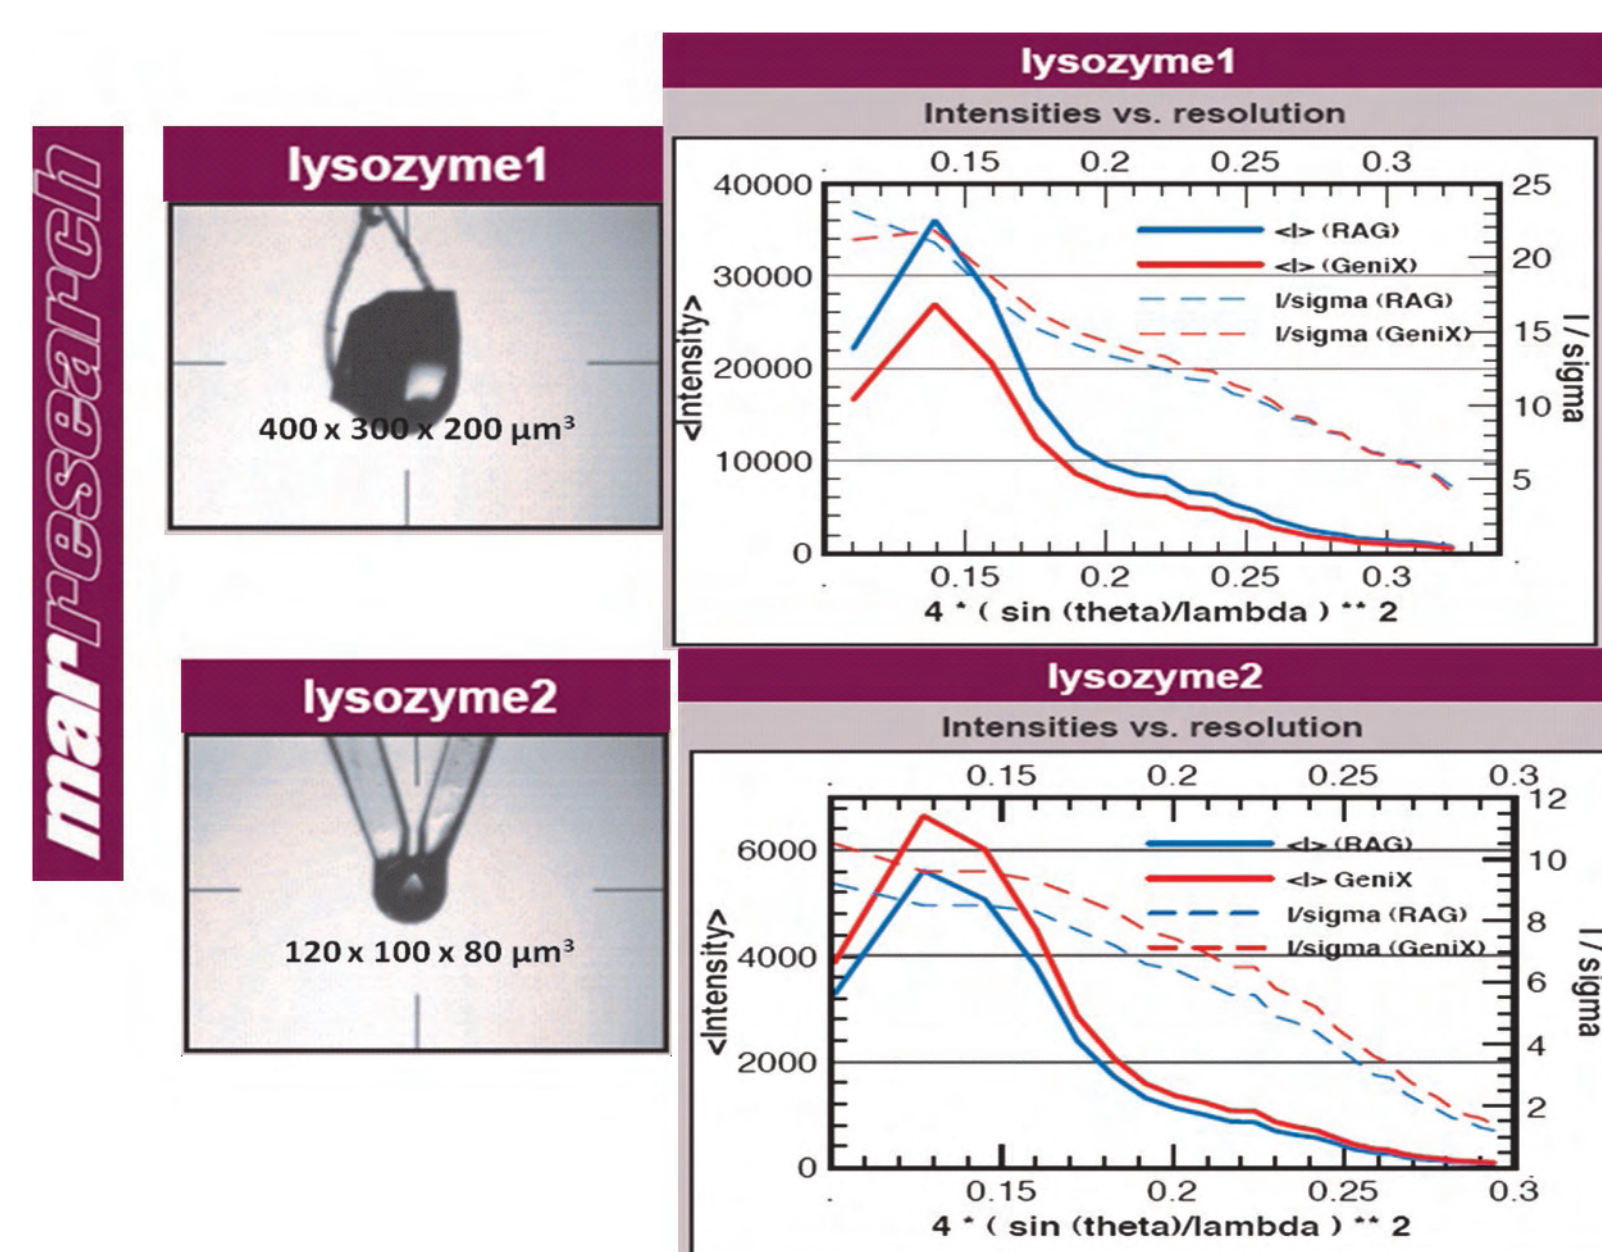 marresearch
lysozyme1
400 x 300 x 200 µm³
lysozyme1
Intensities vs. resolution
0.15 0.2 0.25 0.3
40000 25
<I> (RAG)
30000 <I> (GeniX) 20
I/sigma (RAG)
I/sigma (GeniX) 15
<Intensity>
I / sigma
20000
10
10000
5
0
0.15 0.2 0.25 0.3
4 * ( sin (theta)/lambda ) ** 2
lysozyme2
120 x 100 x 80 µm³
lysozyme2
Intensities vs. resolution
0.15 0.2 0.25 0.3
12
6000 <I> (RAG) 10
<I> GeniX
I/sigma (RAG) 8
I/sigma (GeniX)
4000 6
<Intensity>
I / sigma
4
2000
2
0
0.15 0.2 0.25 0.3
4 * ( sin (theta)/lambda ) ** 2